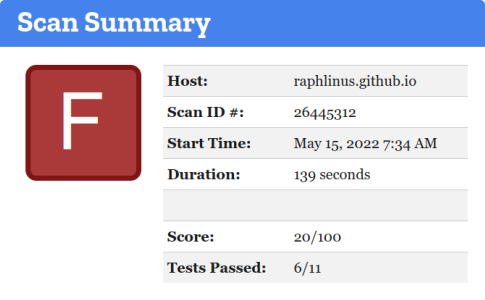 Scan Summary
F
Host: raphlinus.github.io
Scan ID #: 26445312
Start Time: May 15, 2022 7:34 AM
Duration: 139 seconds
Score: 20/100
Tests Passed: 6/11